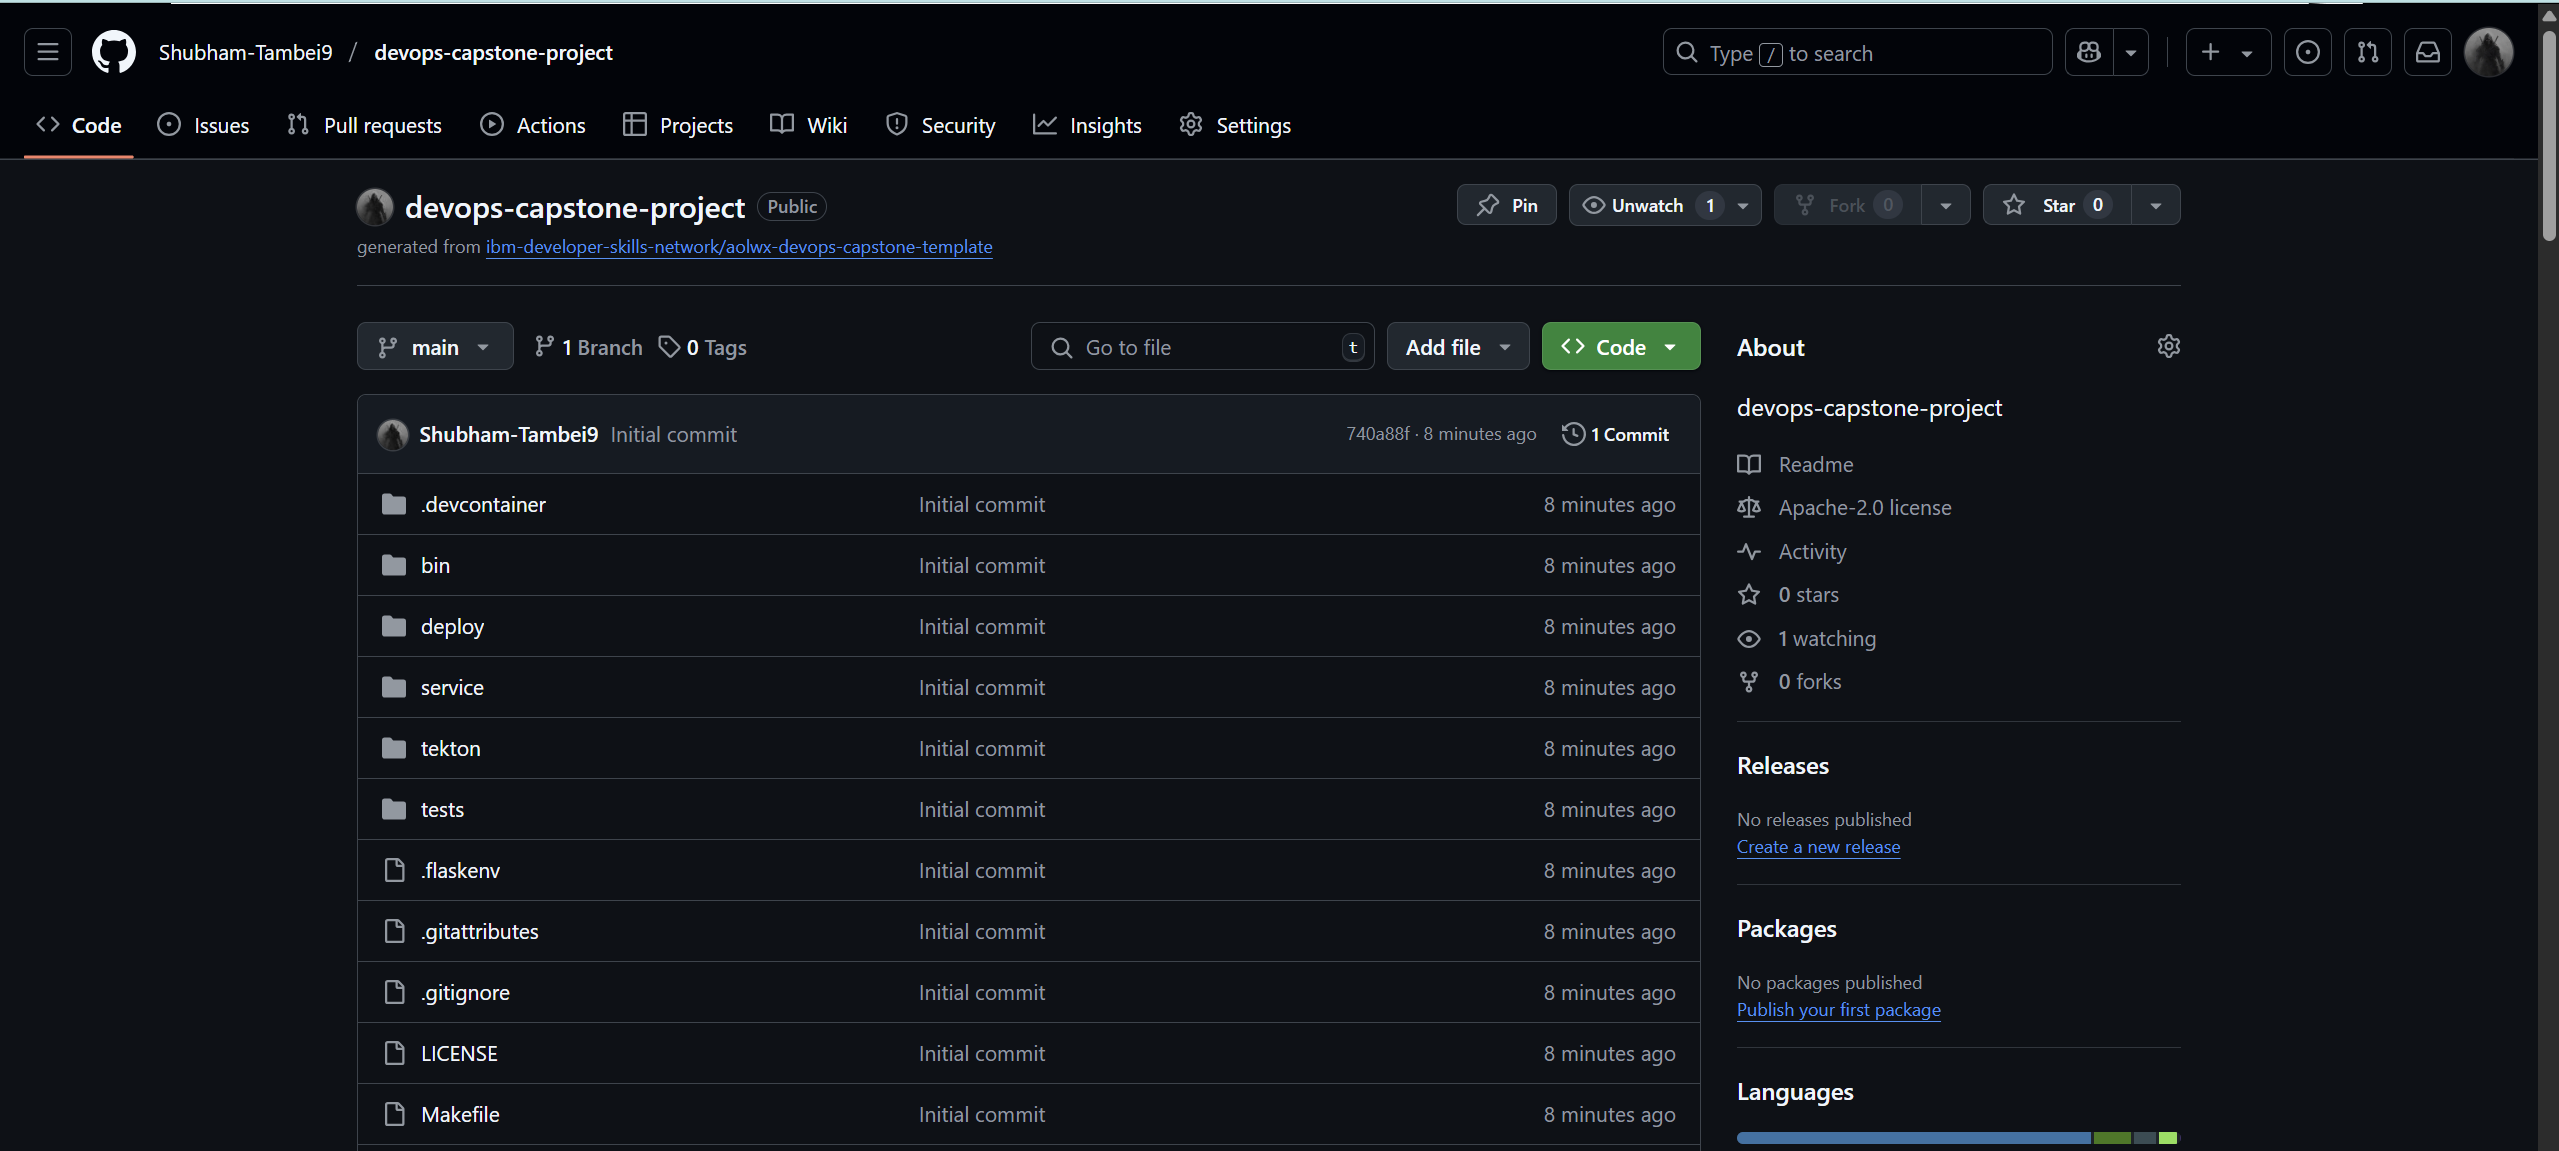 Shubham-Tambei9 / devops-capstone-project
Type / to search
Code
Issues
Pull requests
Actions
Projects
Wiki
Security
Insights
Settings
devops-capstone-project Public
generated from ibm-developer-skills-network/aolwx-devops-capstone-template
Pin
Unwatch 1
Fork 0
Star 0
main
1 Branch
0 Tags
Go to file t
Add file
Code
Shubham-Tambei9 Initial commit 740a88f · 8 minutes ago 1 Commit
.devcontainer Initial commit 8 minutes ago
bin Initial commit 8 minutes ago
deploy Initial commit 8 minutes ago
service Initial commit 8 minutes ago
tekton Initial commit 8 minutes ago
tests Initial commit 8 minutes ago
.flaskenv Initial commit 8 minutes ago
.gitattributes Initial commit 8 minutes ago
.gitignore Initial commit 8 minutes ago
LICENSE Initial commit 8 minutes ago
Makefile Initial commit 8 minutes ago
About
devops-capstone-project
Readme
Apache-2.0 license
Activity
0 stars
1 watching
0 forks
Releases
No releases published
Create a new release
Packages
No packages published
Publish your first package
Languages